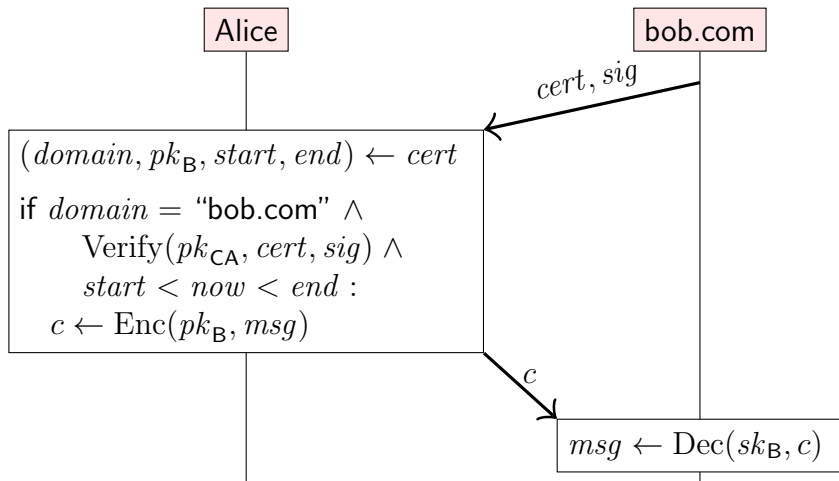 Alice
bob.com
cert, sig
(domain, pk_B, start, end) ← cert
if domain = “bob.com” ∧
Verify(pk_CA, cert, sig) ∧
start < now < end :
c ← Enc(pk_B, msg)
c
msg ← Dec(sk_B, c)